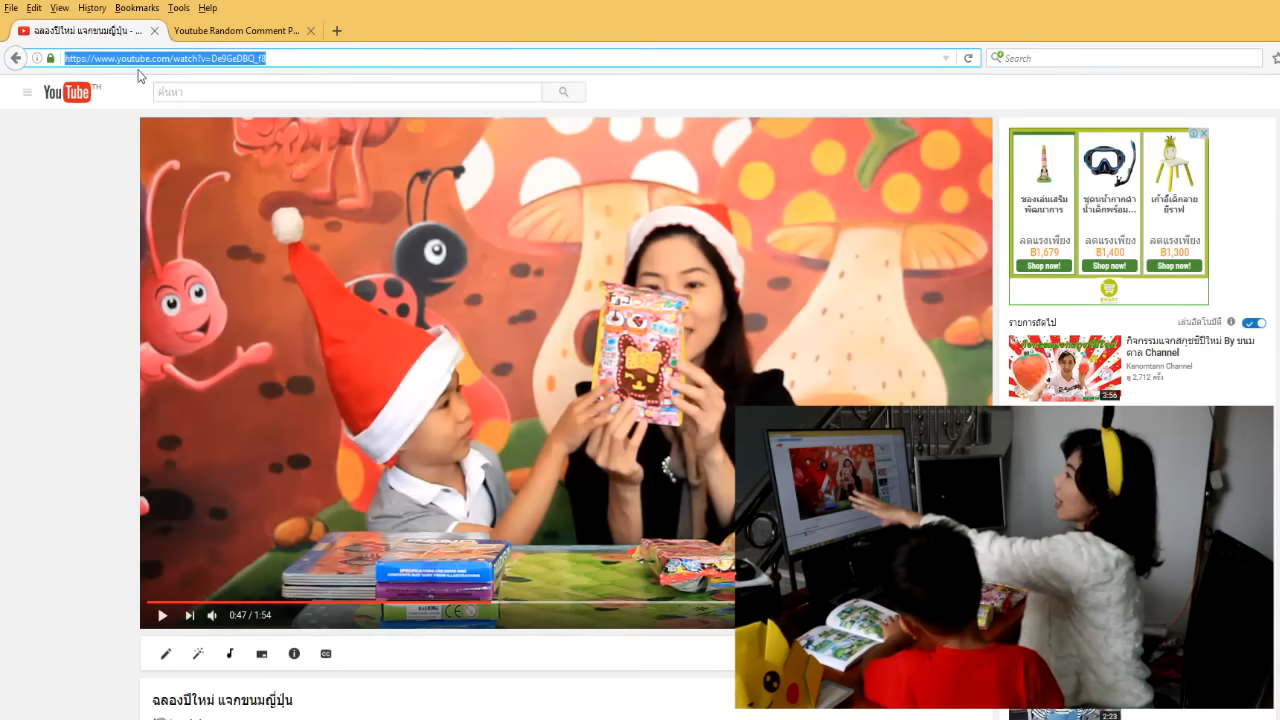 File Edit View History Bookmarks Tools Help
ฉลองปีใหม่ แจกขนมญี่ปุ่น - ...
Youtube Random Comment P...
https://www.youtube.com/watch?v=De9GeDBQ_f8
Search
YouTube TH
ค้นหา
ของเล่นเสริม
พัฒนาการ
ชุดหน้ากากดำ
น้ำเด็กพร้อม...
เก้าอี้เด็กลาย
ยีราฟ
ลดแรงเพียง
ลดแรงเพียง
ลดแรงเพียง
฿1,679
฿1,400
฿1,300
Shop now!
Shop now!
Shop now!
รายการถัดไป
เล่นอัตโนมัติ
กิจกรรมแจกสกุชชี่ปีใหม่ By ขนม
ตาล Channel
Kanomtann Channel
ดู 2,712 ครั้ง
3:56
0:47 / 1:54
CC
ฉลองปีใหม่ แจกขนมญี่ปุ่น
2:23